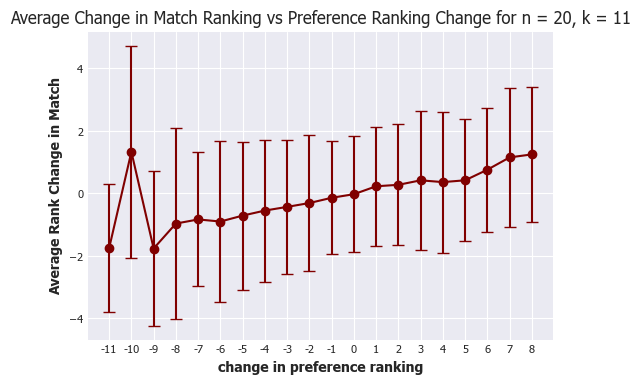 Average Change in Match Ranking vs Preference Ranking Change for n = 20, k = 11
Average Rank Change in Match
4
2
0
−2
−4
-11 -10 -9 -8 -7 -6 -5 -4 -3 -2 -1 0 1 2 3 4 5 6 7 8
change in preference ranking